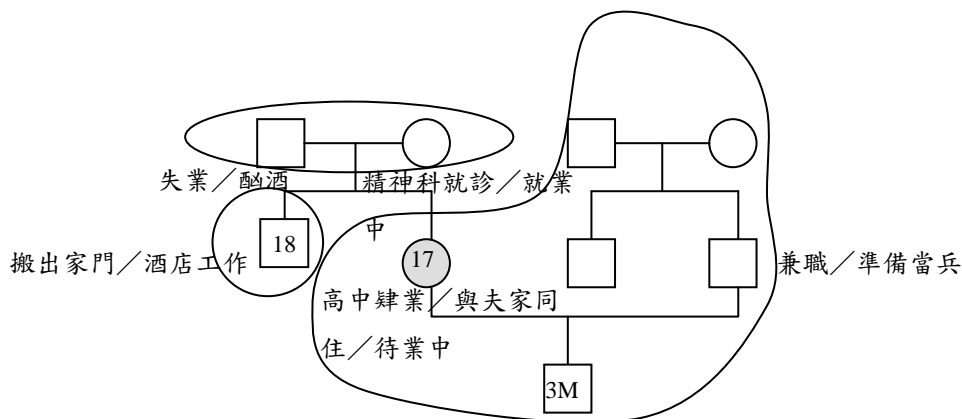 失業／酗酒
精神科就診／就業
中
18
搬出家門／酒店工作
17
兼職／準備當兵
高中肄業／與夫家同
住／待業中
3M